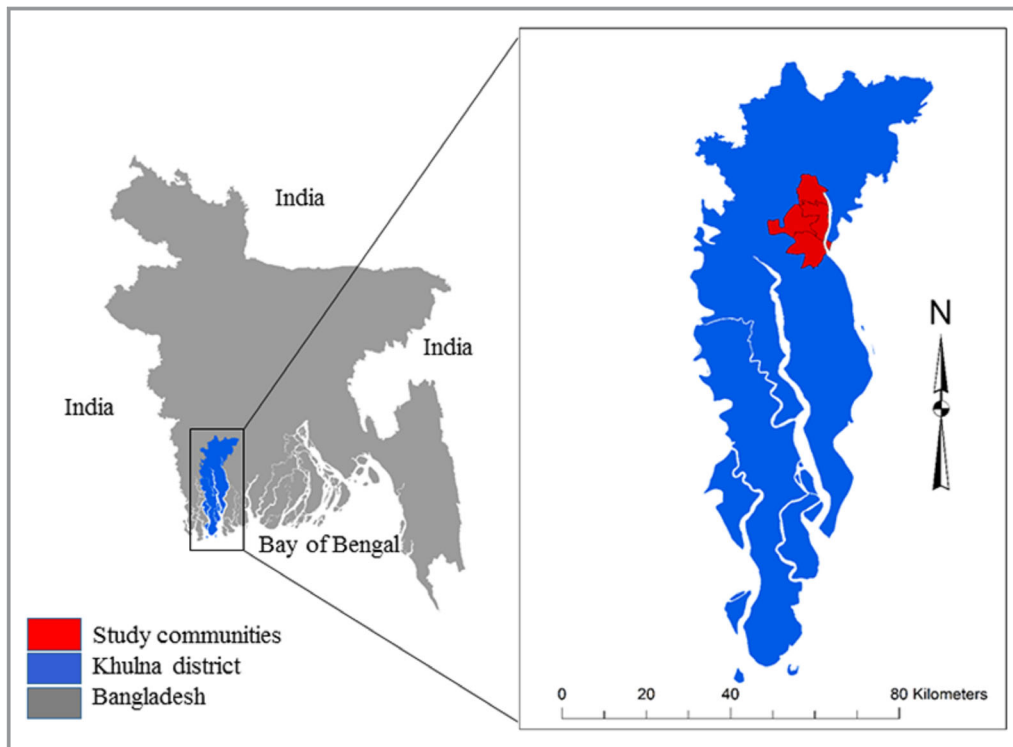 India
India
India
Bay of Bengal
Study communities
Khulna district
Bangladesh
N
0 20 40 80 Kilometers